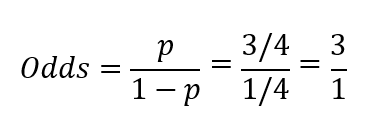 Odds = p / (1 − p) = (3/4) / (1/4) = 3 / 1